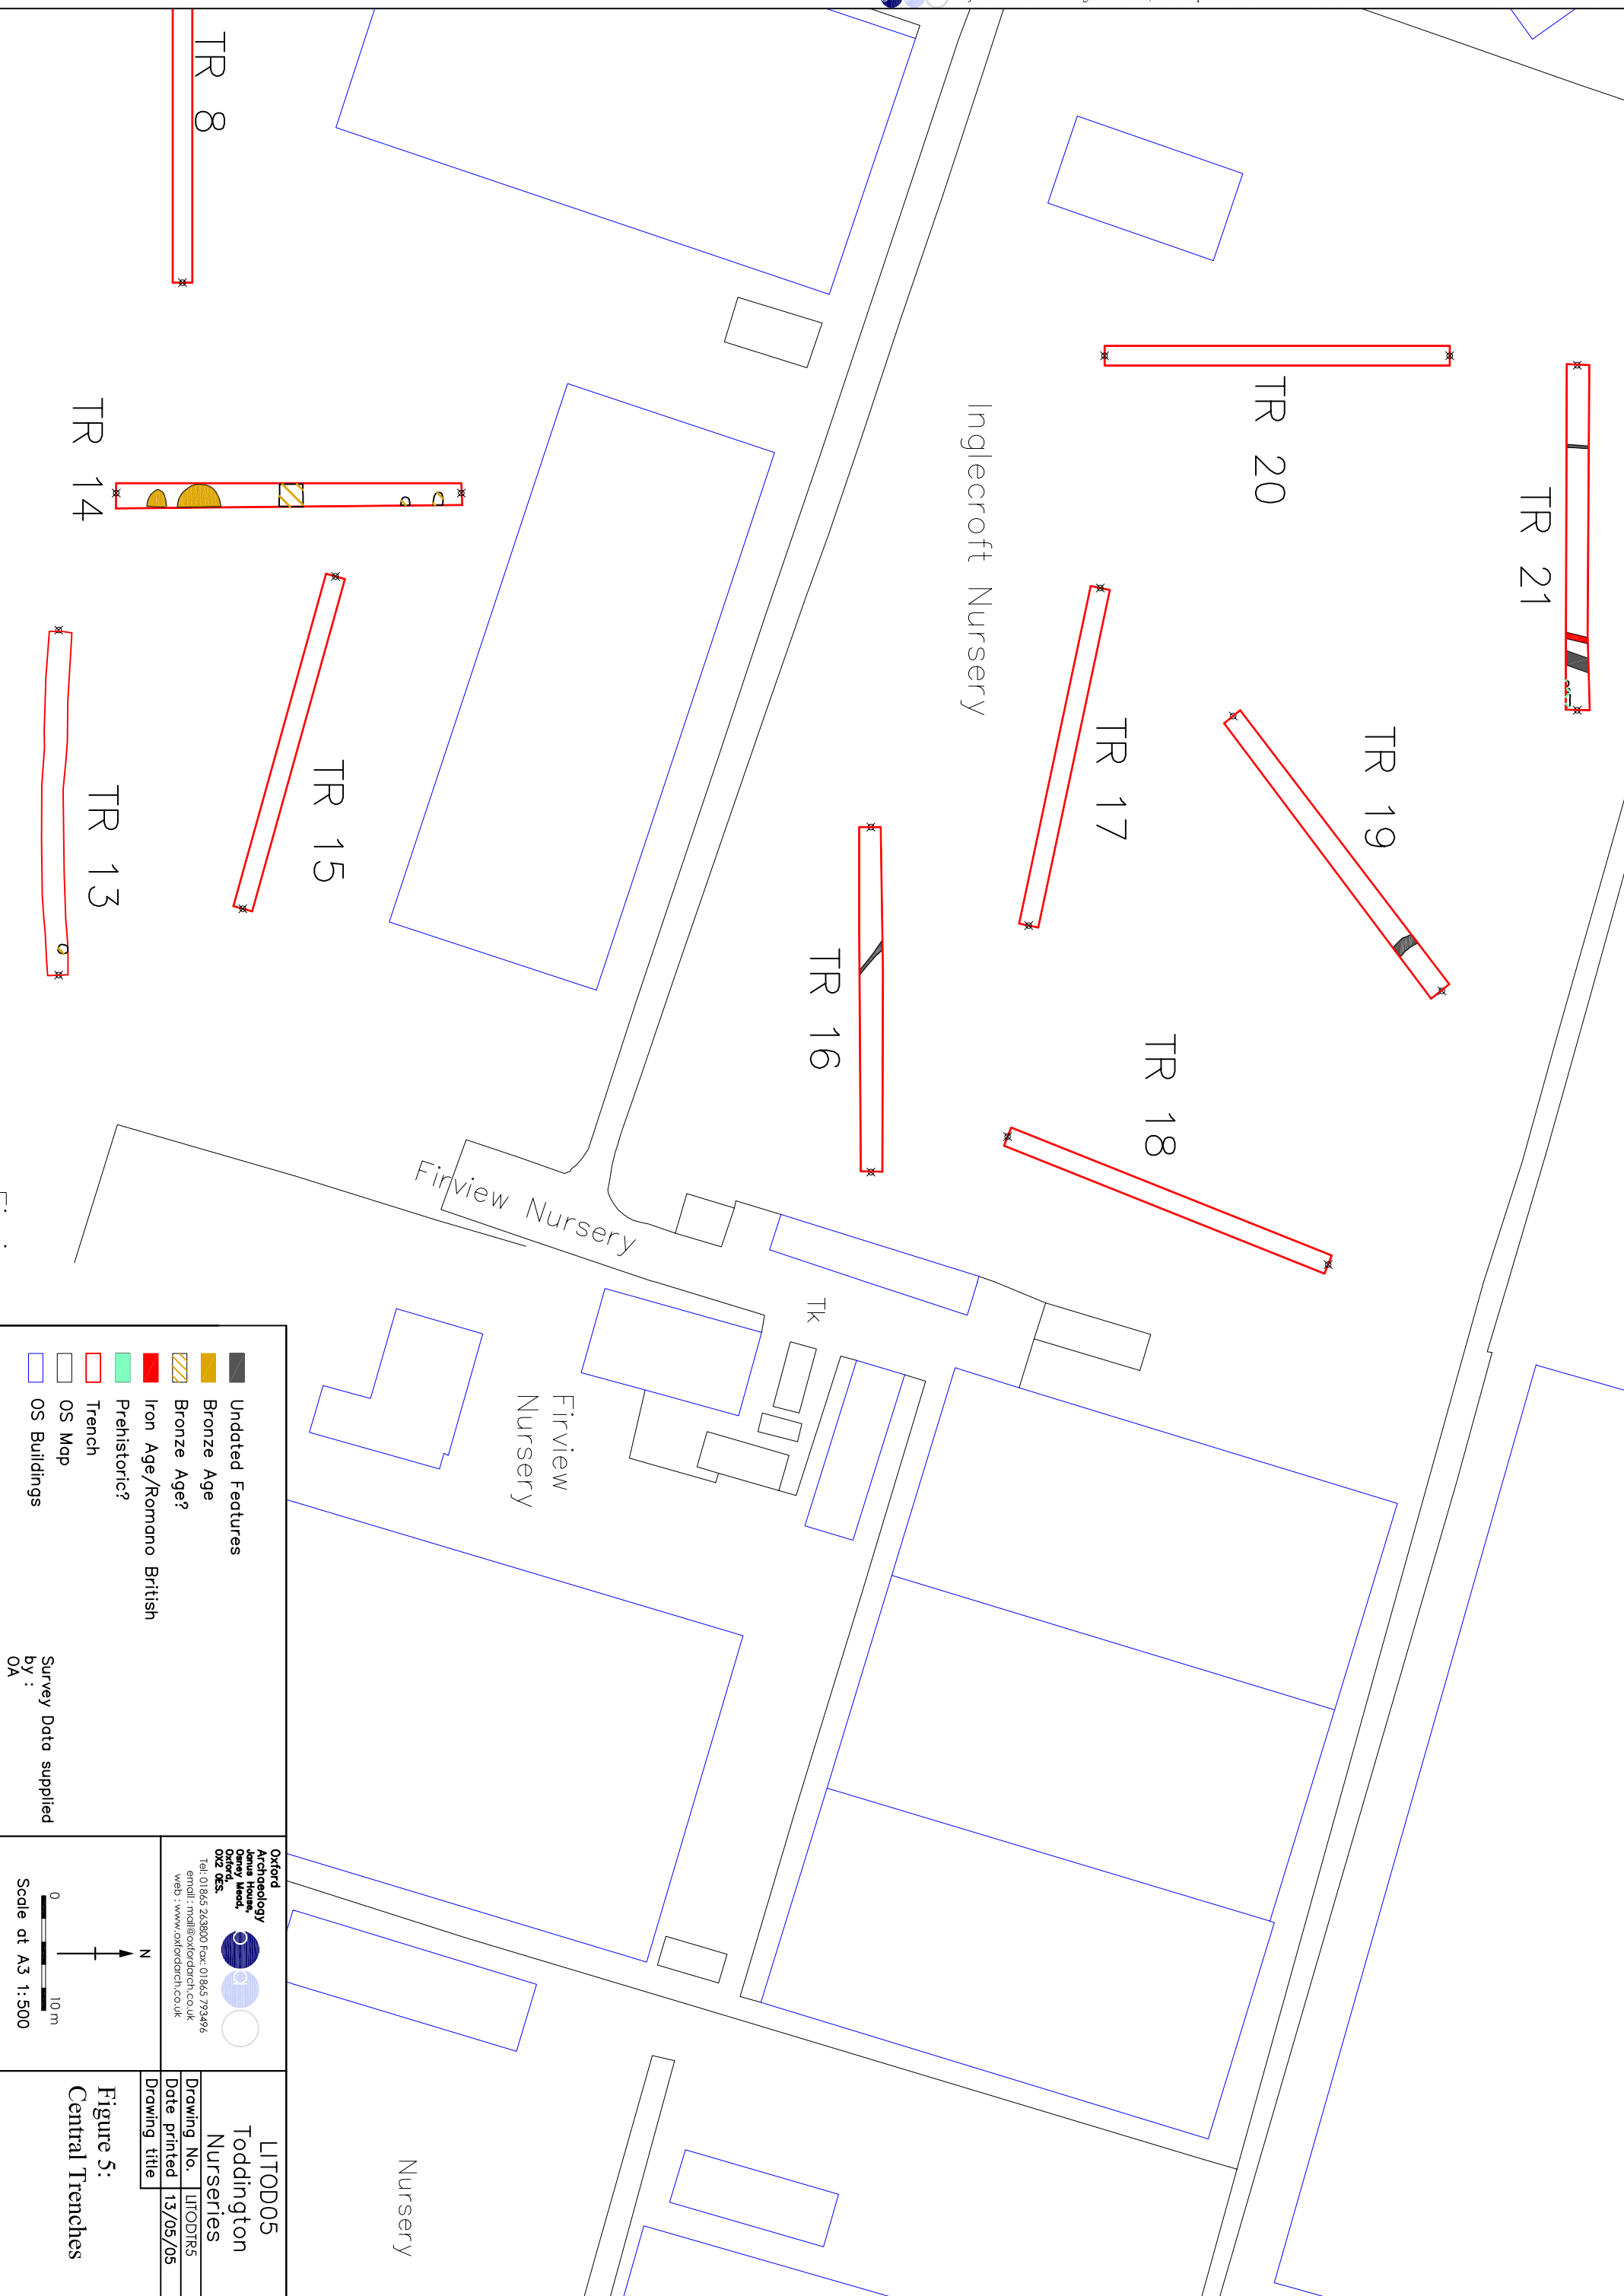 TR 8
TR 20
TR 21
Inglecroft Nursery
TR 14
TR 17
TR 19
TR 15
TR 13
TR 16
TR 18
Firview Nursery
Tk
Firview
Nursery
Nursery
Undated Features
Bronze Age
Bronze Age?
Iron Age/Romano British
Prehistoric?
Trench
OS Map
OS Buildings
Survey Data supplied
by :
OA
Oxford
Archaeology
Janus House,
Osney Mead,
Oxford,
OX2 0ES.
Tel: 01865 263800 Fax: 01865 793496
email : mail@oxfordarch.co.uk
web : www.oxfordarch.co.uk
N
0 10 m
Scale at A3 1:500
LITOD05
Toddington
Nurseries
Drawing No. LITODTR5
Date printed 13/05/05
Drawing title
Figure 5:
Central Trenches